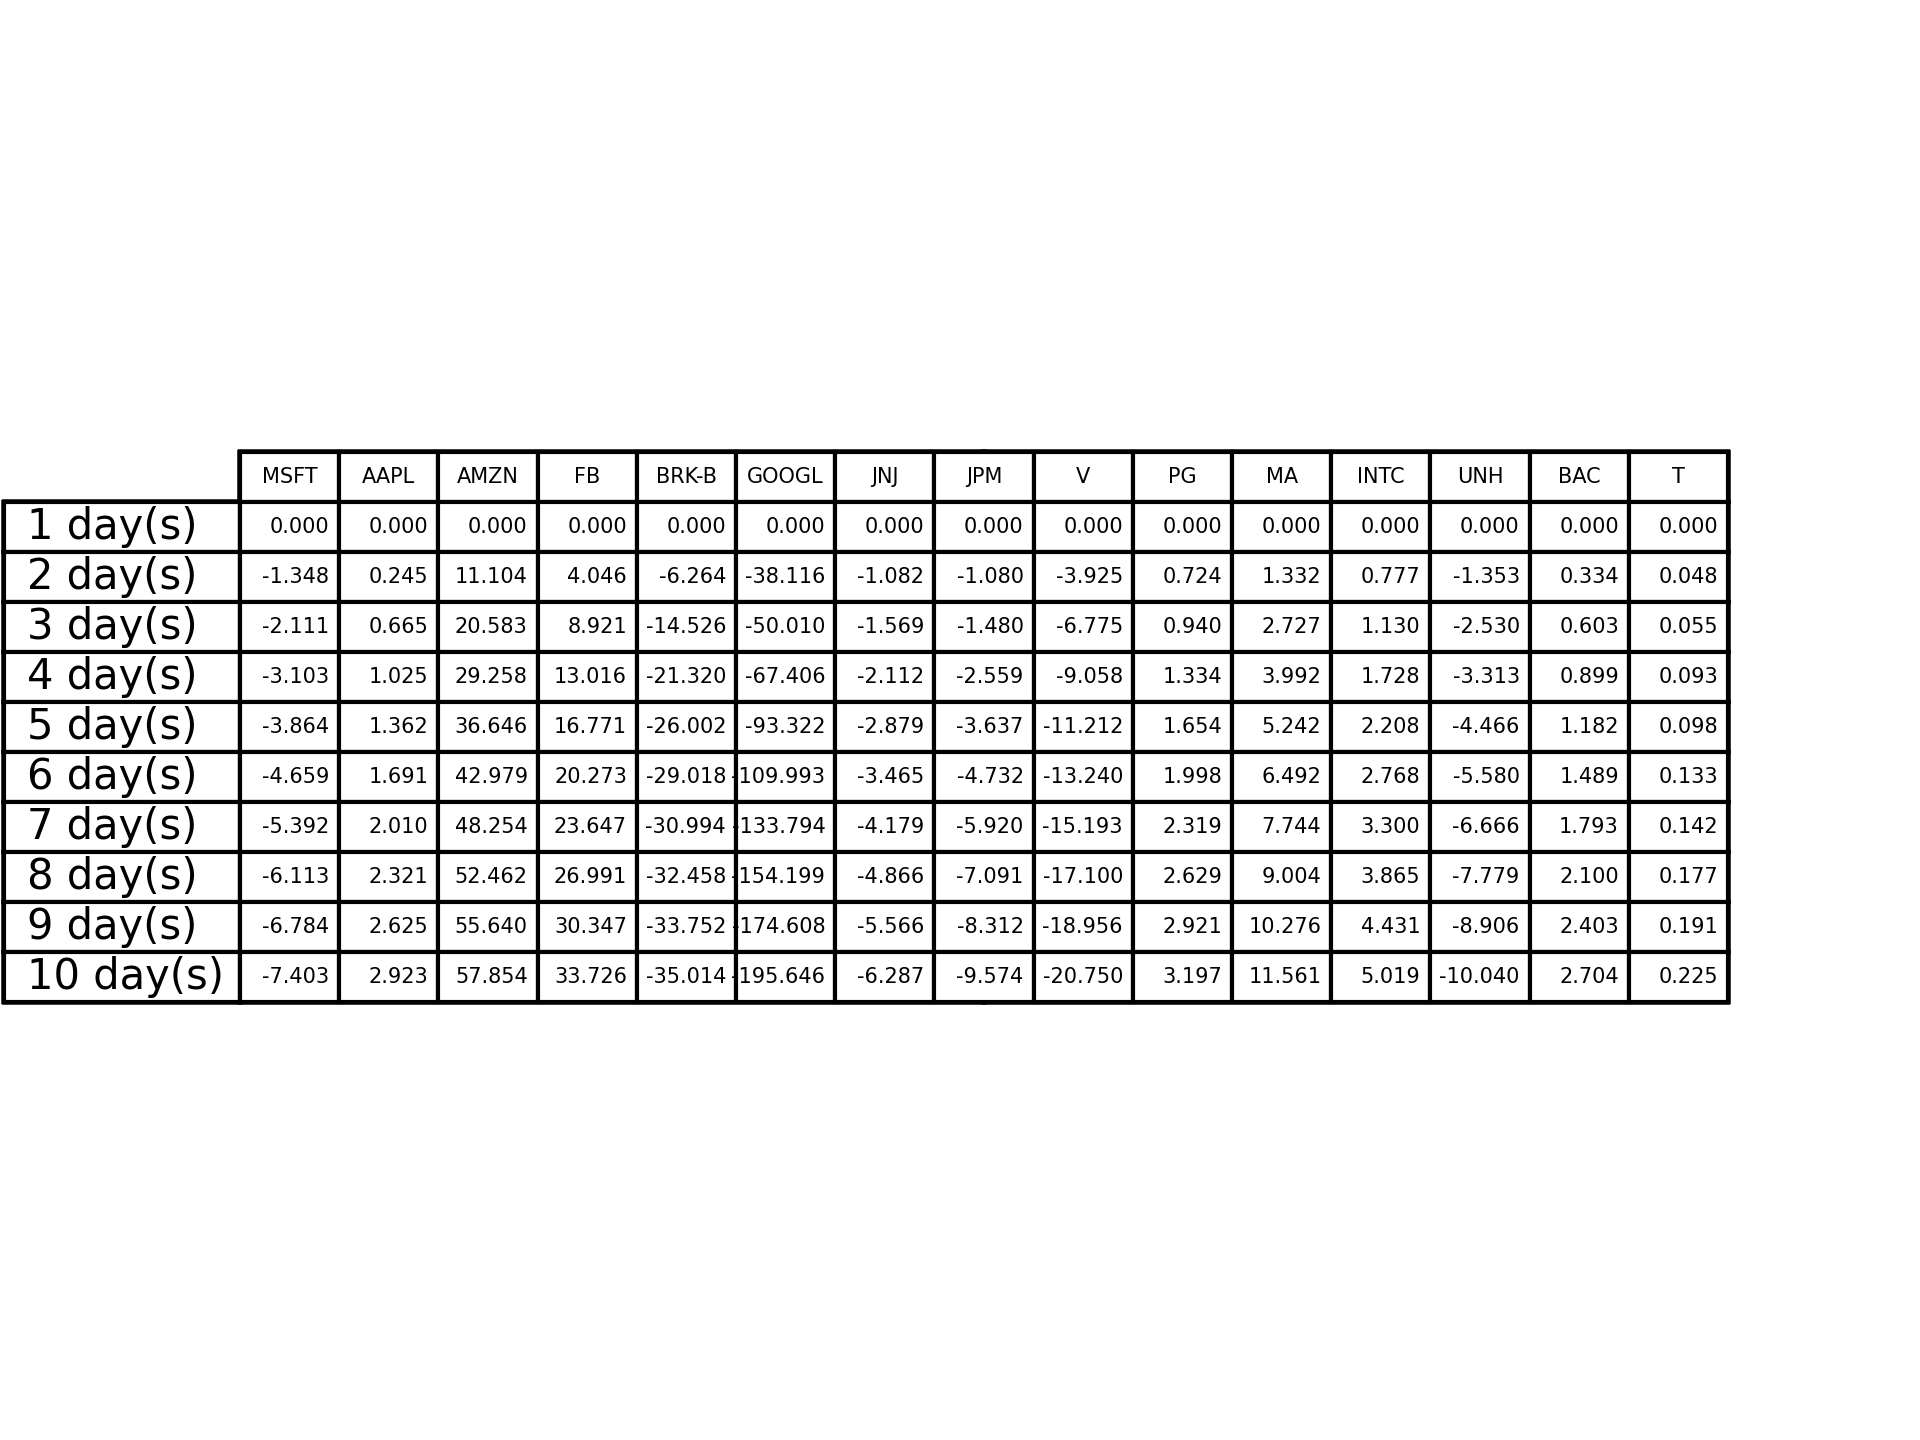 MSFT AAPL AMZN FB BRK-B GOOGL JNJ JPM V PG MA INTC UNH BAC T
1 day(s) 0.000 0.000 0.000 0.000 0.000 0.000 0.000 0.000 0.000 0.000 0.000 0.000 0.000 0.000 0.000
2 day(s) -1.348 0.245 11.104 4.046 -6.264 -38.116 -1.082 -1.080 -3.925 0.724 1.332 0.777 -1.353 0.334 0.048
3 day(s) -2.111 0.665 20.583 8.921 -14.526 -50.010 -1.569 -1.480 -6.775 0.940 2.727 1.130 -2.530 0.603 0.055
4 day(s) -3.103 1.025 29.258 13.016 -21.320 -67.406 -2.112 -2.559 -9.058 1.334 3.992 1.728 -3.313 0.899 0.093
5 day(s) -3.864 1.362 36.646 16.771 -26.002 -93.322 -2.879 -3.637 -11.212 1.654 5.242 2.208 -4.466 1.182 0.098
6 day(s) -4.659 1.691 42.979 20.273 -29.018 -109.993 -3.465 -4.732 -13.240 1.998 6.492 2.768 -5.580 1.489 0.133
7 day(s) -5.392 2.010 48.254 23.647 -30.994 -133.794 -4.179 -5.920 -15.193 2.319 7.744 3.300 -6.666 1.793 0.142
8 day(s) -6.113 2.321 52.462 26.991 -32.458 -154.199 -4.866 -7.091 -17.100 2.629 9.004 3.865 -7.779 2.100 0.177
9 day(s) -6.784 2.625 55.640 30.347 -33.752 -174.608 -5.566 -8.312 -18.956 2.921 10.276 4.431 -8.906 2.403 0.191
10 day(s) -7.403 2.923 57.854 33.726 -35.014 -195.646 -6.287 -9.574 -20.750 3.197 11.561 5.019 -10.040 2.704 0.225